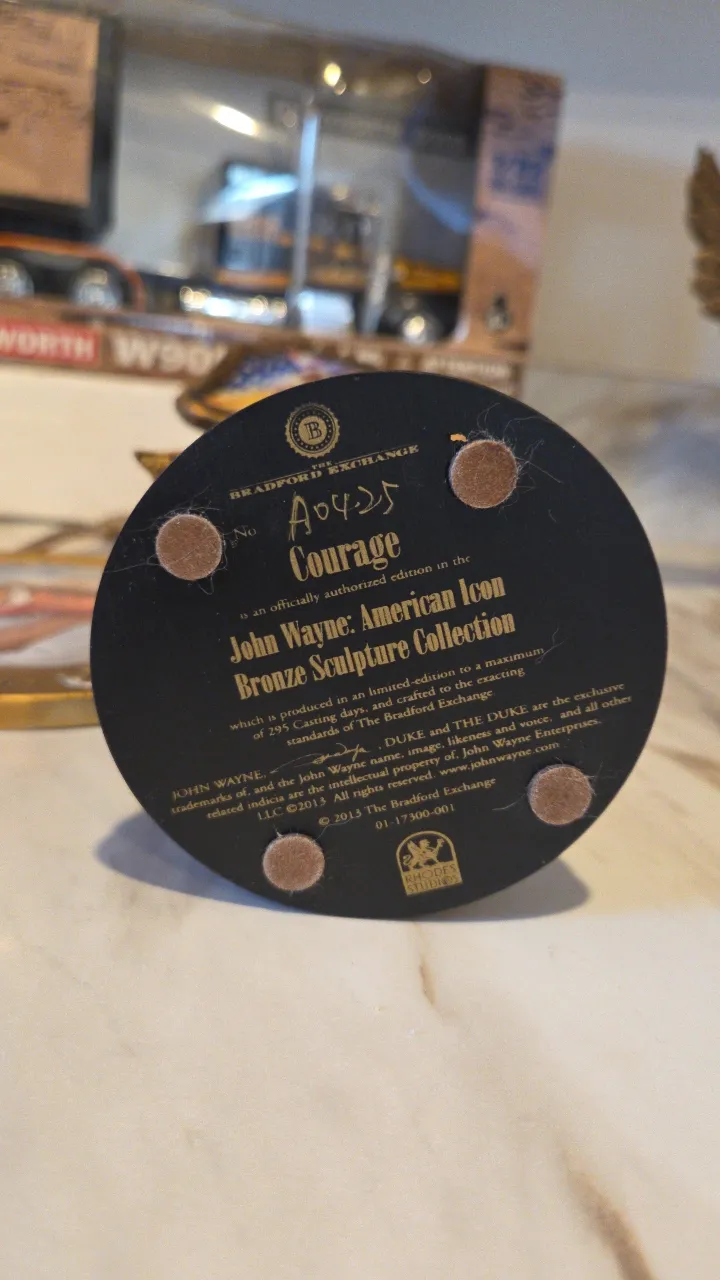 WORTH W90
B
THE
BRADFORD EXCHANGE
No A0425
Courage
is an officially authorized edition in the
John Wayne: American Icon
Bronze Sculpture Collection
which is produced in an limited-edition to a maximum
of 295 Casting days, and crafted to the exacting
standards of The Bradford Exchange
JOHN WAYNE, , DUKE and THE DUKE are the exclusive
trademarks of, and the John Wayne name, image, likeness and voice, and all other
related indicia are the intellectual property of, John Wayne Enterprises,
LLC ©2013 All rights reserved. www.johnwayne.com
© 2013 The Bradford Exchange
01-17300-001
RHODES
STUDIOS